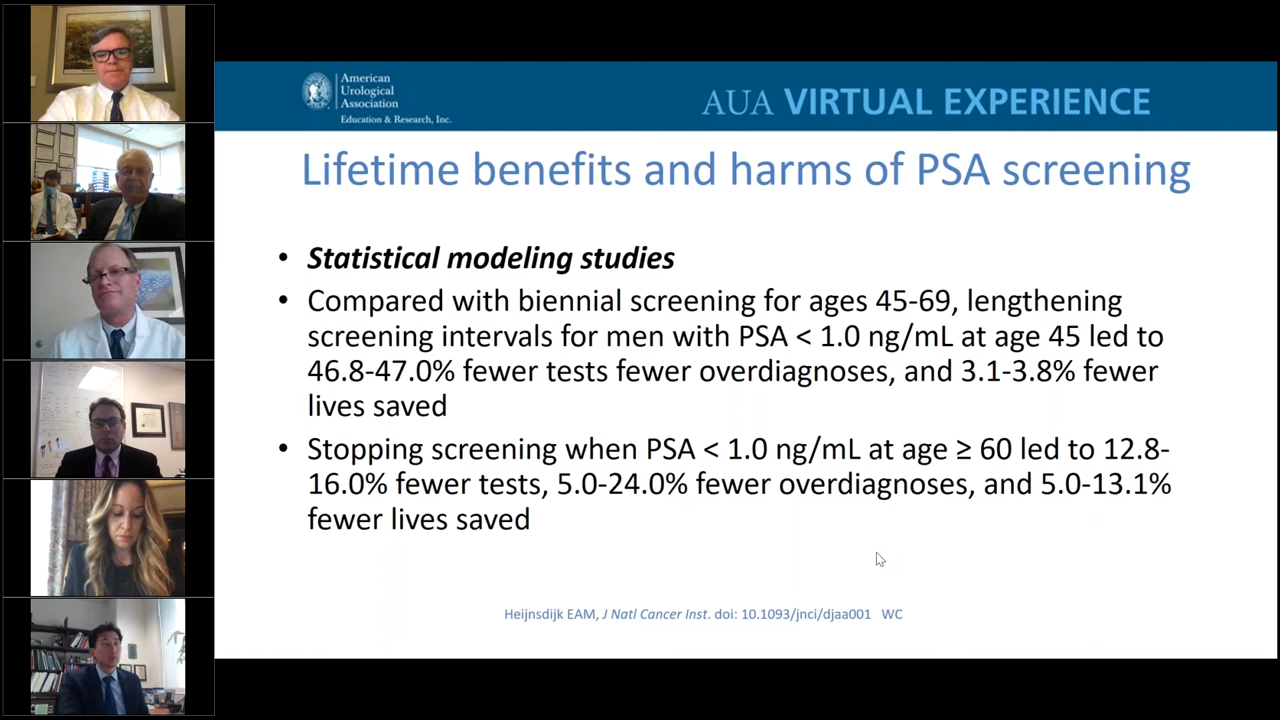 American
Urological
Association
Education & Research, Inc.
AUA VIRTUAL EXPERIENCE
Lifetime benefits and harms of PSA screening
• Statistical modeling studies
• Compared with biennial screening for ages 45-69, lengthening
screening intervals for men with PSA < 1.0 ng/mL at age 45 led to
46.8-47.0% fewer tests fewer overdiagnoses, and 3.1-3.8% fewer
lives saved
• Stopping screening when PSA < 1.0 ng/mL at age ≥ 60 led to 12.8-
16.0% fewer tests, 5.0-24.0% fewer overdiagnoses, and 5.0-13.1%
fewer lives saved
Heijnsdijk EAM, J Natl Cancer Inst. doi: 10.1093/jnci/djaa001 WC